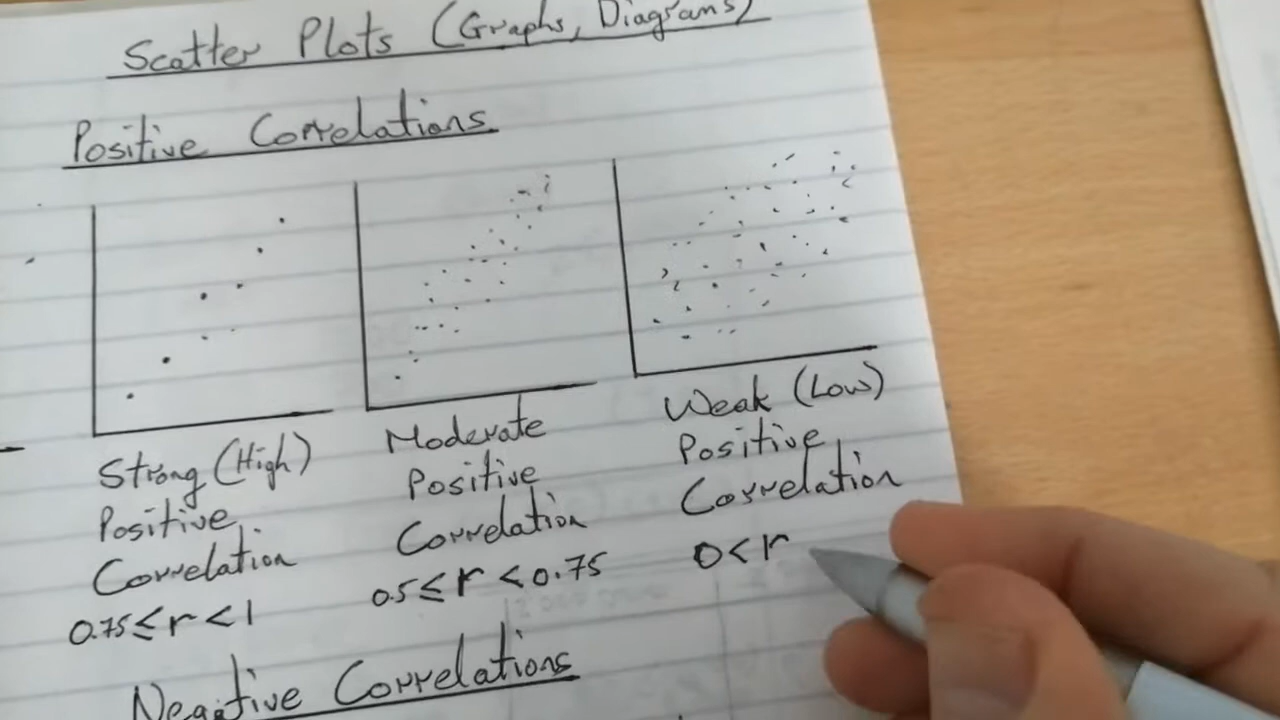 Scatter Plots (Graphs, Diagrams)
Positive Correlations
Strong (High)
Positive
Correlation
0.75 ≤ r < 1
Moderate
Positive
Correlation
0.5 ≤ r < 0.75
Weak (Low)
Positive
Correlation
0 < r
Negative Correlations